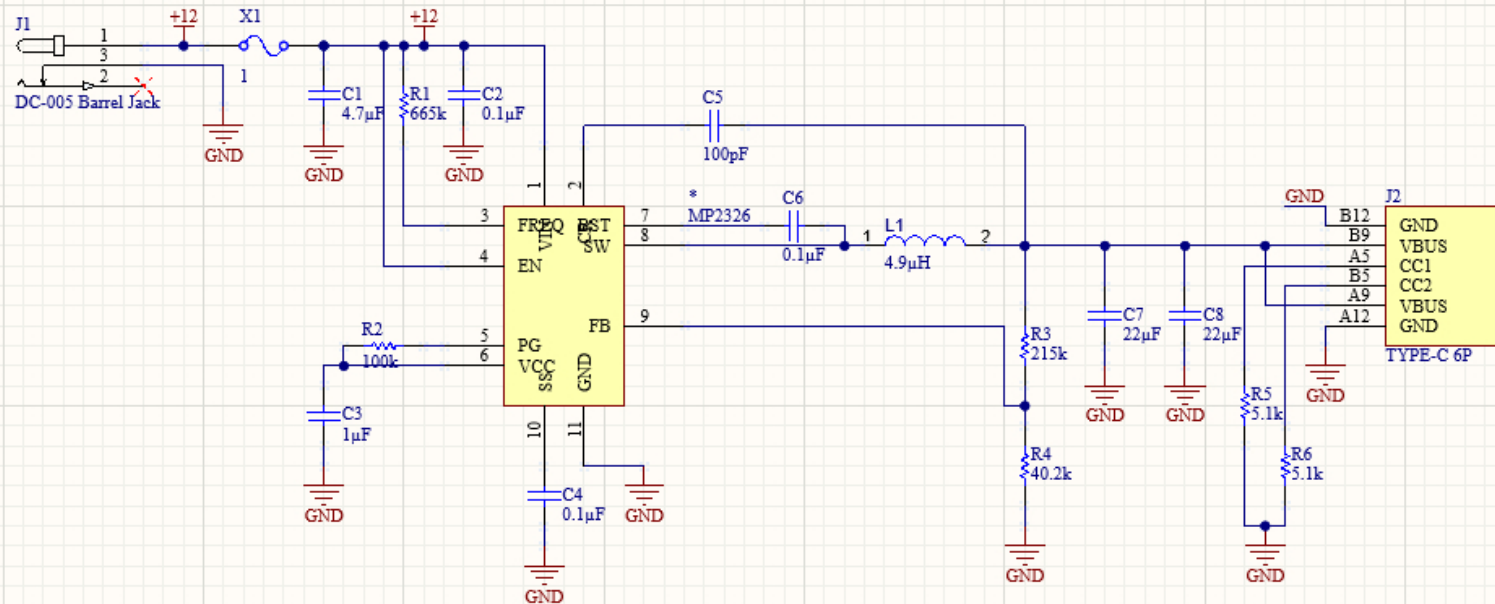 J1
1
3
2
DC-005 Barrel Jack
GND
+12
X1
1
+12
C1
4.7µF
GND
R1
665k
C2
0.1µF
GND
C5
100pF
1
2
3
FREQ
VIN
BST
7
*
MP2326
C6
0.1µF
SW
8
4
EN
1
L1
2
4.9µH
FB
9
5
PG
6
VCC
SS
GND
R2
100k
C3
1µF
GND
10
11
C4
0.1µF
GND
GND
R3
215k
R4
40.2k
GND
C7
22µF
GND
C8
22µF
GND
GND
J2
B12
GND
B9
VBUS
A5
CC1
B5
CC2
A9
VBUS
A12
GND
TYPE-C 6P
GND
R5
5.1k
R6
5.1k
GND